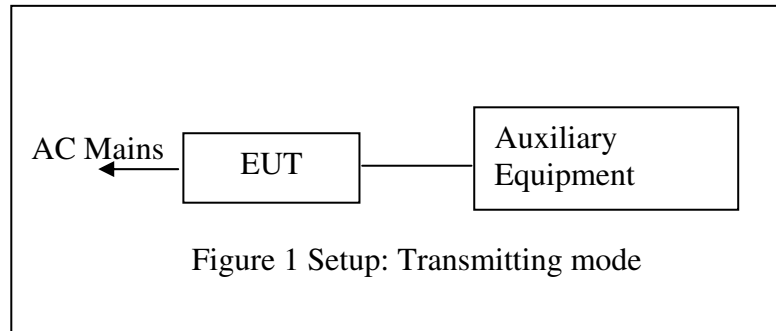 AC Mains
EUT
Auxiliary
Equipment
Figure 1 Setup: Transmitting mode